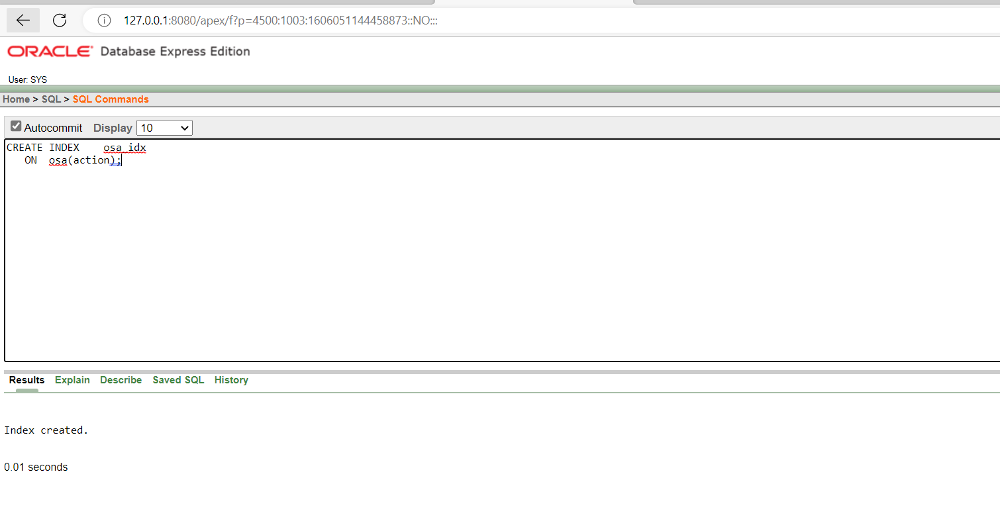 127.0.0.1:8080/apex/f?p=4500:1003:1606051144458873::NO:::
ORACLE Database Express Edition
User: SYS
Home > SQL > SQL Commands
Autocommit Display 10
CREATE INDEX    osa_idx
   ON  osa(action);
Results Explain Describe Saved SQL History
Index created.
0.01 seconds